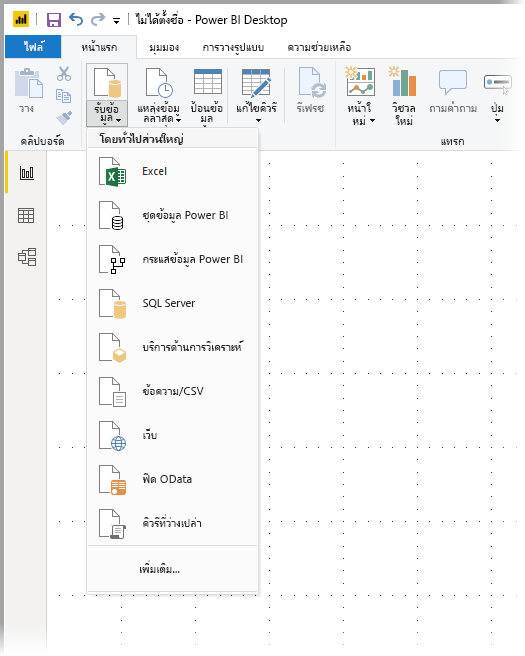 ไม่ได้ตั้งชื่อ - Power BI Desktop
ไฟล์ หน้าแรก มุมมอง การวางรูปแบบ ความช่วยเหลือ
วาง
รับข้อ
มูล
แหล่งข้อมู
ลล่าสุด
ป้อนข้อ
มูล
แก้ไขคิวรี
รีเฟรช
หน้าใ
หม่
วิชวล
ใหม่
ถามคำถาม
ปุ่ม
คลิปบอร์ด
แทรก
โดยทั่วไปส่วนใหญ่
Excel
ชุดข้อมูล Power BI
กระแสข้อมูล Power BI
SQL Server
บริการด้านการวิเคราะห์
ข้อความ/CSV
เว็บ
ฟีด OData
คิวรีที่ว่างเปล่า
เพิ่มเติม...